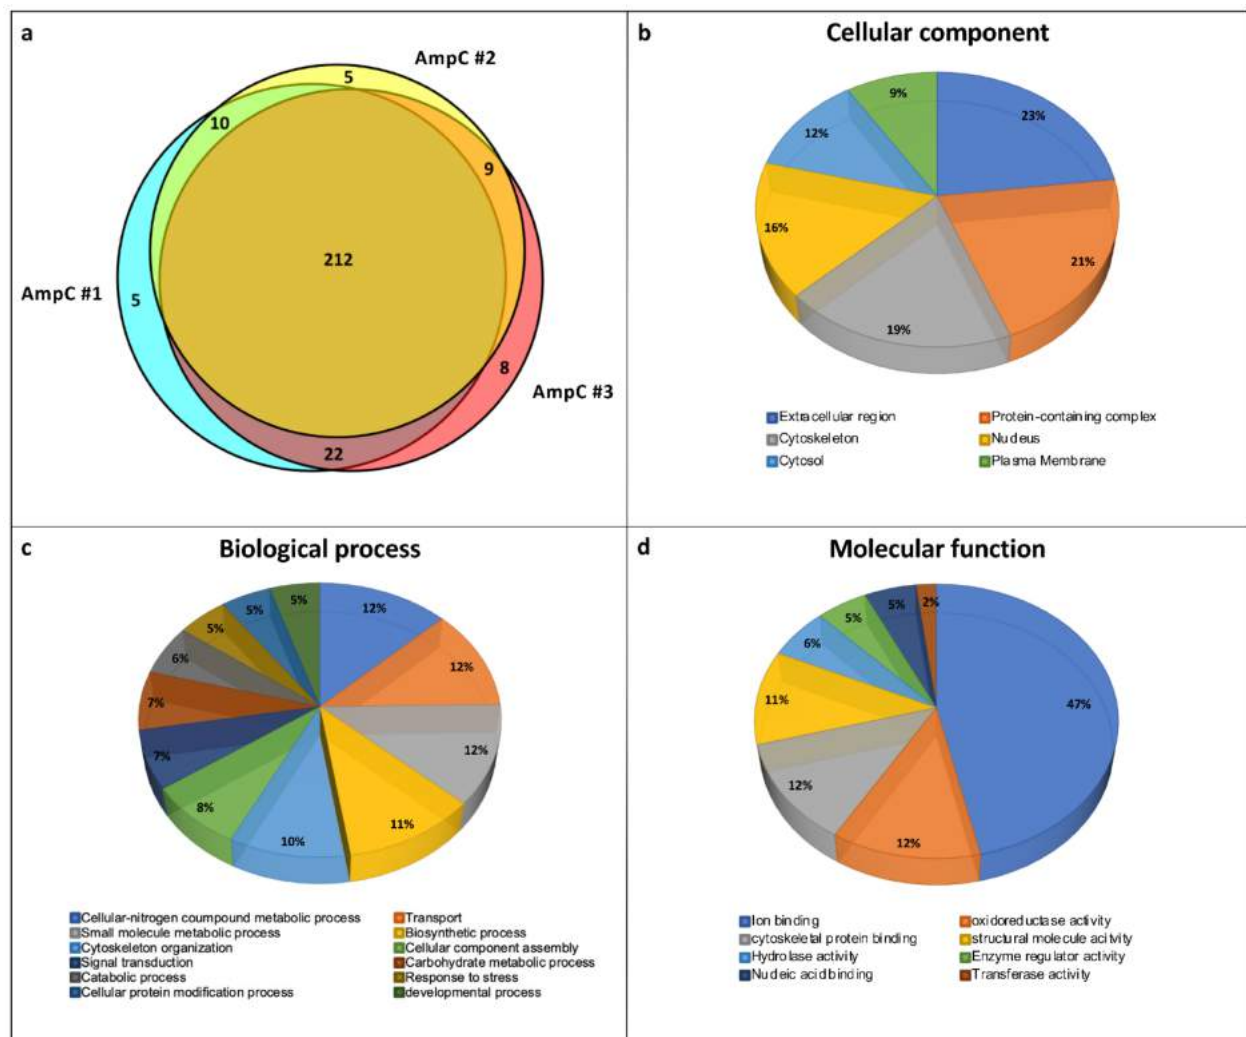 a
AmpC #2
5
10
9
212
AmpC #1
5
8
AmpC #3
22
b
Cellular component
9%
23%
12%
16%
21%
19%
Extracellular region
Protein-containing complex
Cytoskeleton
Nudeus
Cytosol
Plasma Membrane
c
Biological process
5%
5%
12%
5%
6%
12%
7%
12%
7%
8%
11%
10%
Cellular-nitrogen coumpound metabolic process
Transport
Small molecule metabolic process
Biosynthetic process
Cytoskeleton organization
Cellular component assembly
Signal transduction
Carbohydrate metabolic process
Catabolic process
Response to stress
Cellular protein modification process
developmental process
d
Molecular function
2%
5%
5%
6%
47%
11%
12%
12%
Ion binding
oxidoreductase activity
cytoskeletal protein binding
structural molecule acitvity
Hydrolase activity
Enzyme regulator activity
Nudeic acidbinding
Transferase activity